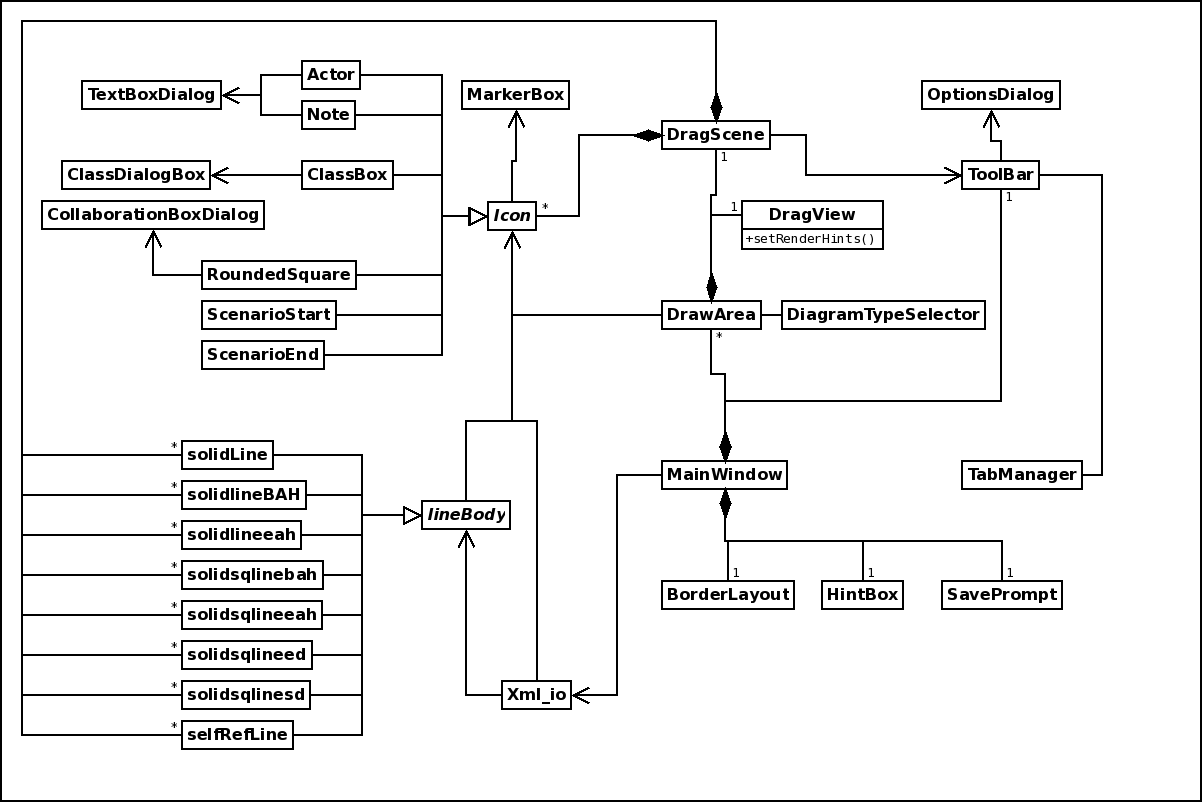 Actor
TextBoxDialog
MarkerBox
OptionsDialog
Note
DragScene
1
ClassDialogBox
ClassBox
ToolBar
1
CollaborationBoxDialog
Icon
*
1
DragView
+setRenderHints()
RoundedSquare
ScenarioStart
DrawArea
*
DiagramTypeSelector
ScenarioEnd
*
solidLine
MainWindow
TabManager
*
solidlineBAH
lineBody
*
solidlineeah
*
solidsqlinebah
1
1
1
BorderLayout
HintBox
SavePrompt
*
solidsqlineeah
*
solidsqlineed
*
solidsqlinesd
Xml_io
*
selfRefLine